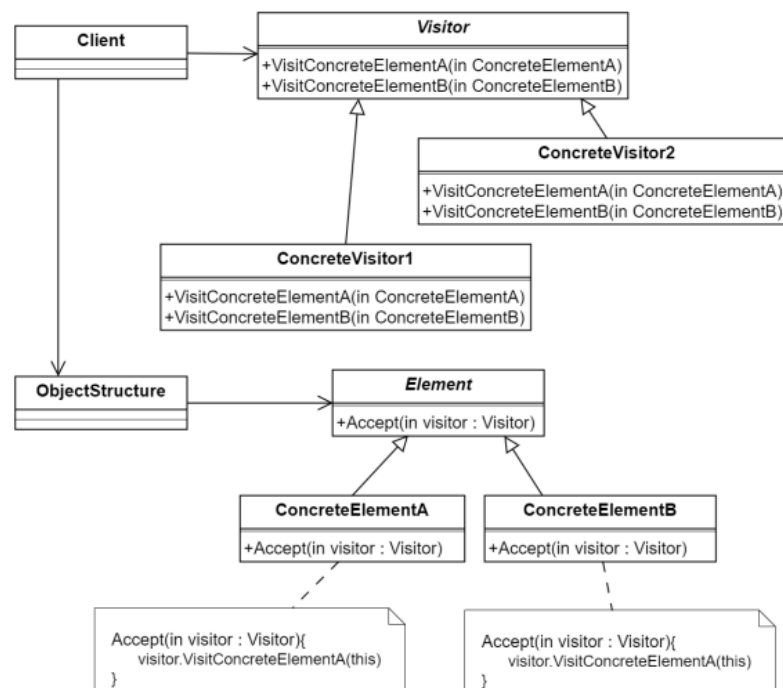 Client
Visitor
+VisitConcreteElementA(in ConcreteElementA)
+VisitConcreteElementB(in ConcreteElementB)
ConcreteVisitor2
+VisitConcreteElementA(in ConcreteElementA)
+VisitConcreteElementB(in ConcreteElementB)
ConcreteVisitor1
+VisitConcreteElementA(in ConcreteElementA)
+VisitConcreteElementB(in ConcreteElementB)
ObjectStructure
Element
+Accept(in visitor : Visitor)
ConcreteElementA
+Accept(in visitor : Visitor)
ConcreteElementB
+Accept(in visitor : Visitor)
Accept(in visitor : Visitor){
visitor.VisitConcreteElementA(this)
}
Accept(in visitor : Visitor){
visitor.VisitConcreteElementA(this)
}